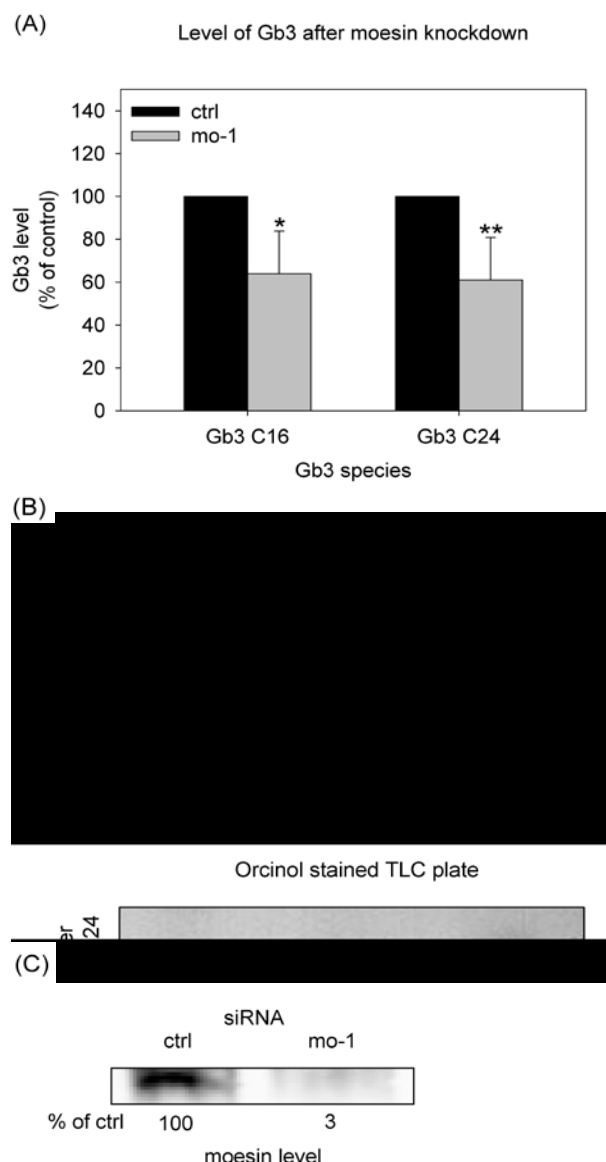 (A)
Level of Gb3 after moesin knockdown
140
120
100
80
60
40
20
0
Gb3 level
(% of control)
ctrl
mo-1
*
**
Gb3 C16
Gb3 C24
Gb3 species
(B)
Orcinol stained TLC plate
24
(C)
siRNA
ctrl
mo-1
% of ctrl
100
3
moesin level